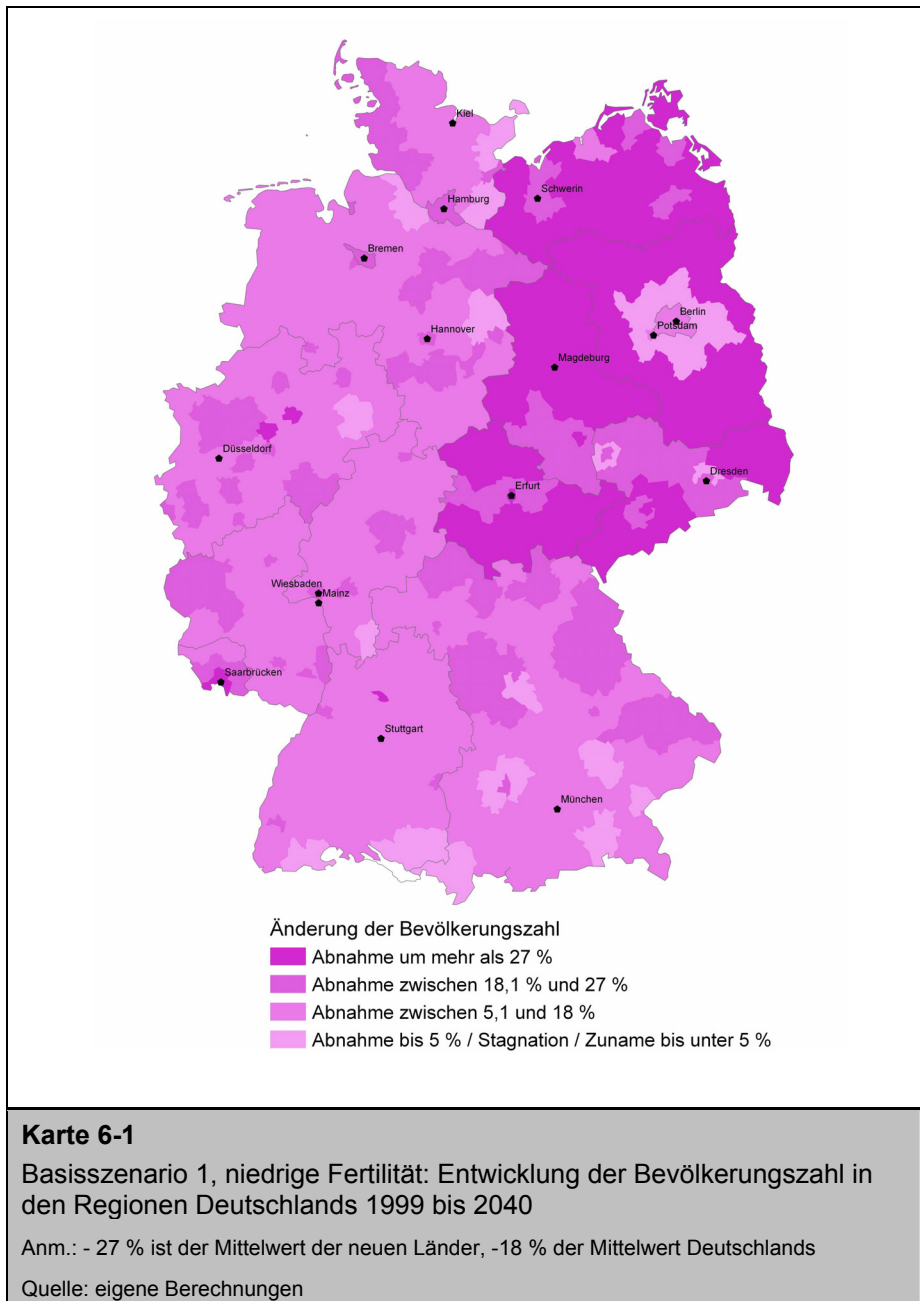 Kiel
Schwerin
Hamburg
Bremen
Berlin
Potsdam
Hannover
Magdeburg
Düsseldorf
Dresden
Erfurt
Wiesbaden
Mainz
Saarbrücken
Stuttgart
München
Änderung der Bevölkerungszahl
Abnahme um mehr als 27 %
Abnahme zwischen 18,1 % und 27 %
Abnahme zwischen 5,1 und 18 %
Abnahme bis 5 % / Stagnation / Zuname bis unter 5 %
Karte 6-1
Basisszenario 1, niedrige Fertilität: Entwicklung der Bevölkerungszahl in
den Regionen Deutschlands 1999 bis 2040
Anm.: - 27 % ist der Mittelwert der neuen Länder, -18 % der Mittelwert Deutschlands
Quelle: eigene Berechnungen